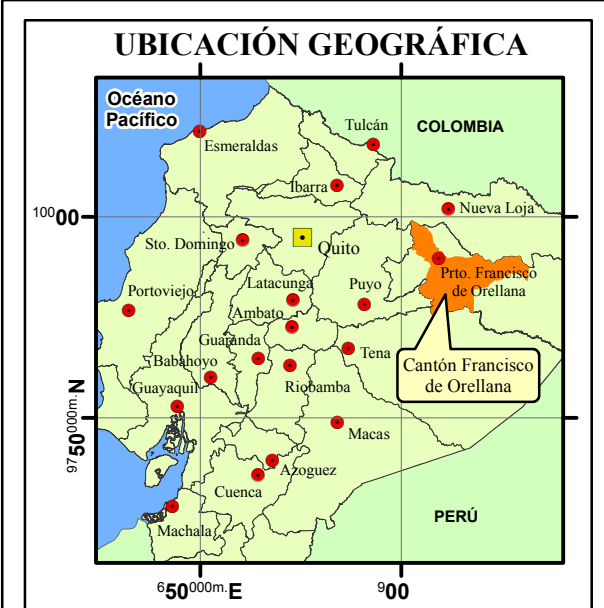 UBICACIÓN GEOGRÁFICA
Océano
Pacífico
Tulcán
COLOMBIA
Esmeraldas
Ibarra
Nueva Loja
10000
Sto. Domingo
Quito
Prto. Francisco
de Orellana
Latacunga
Puyo
Portoviejo
Ambato
Guaranda
Tena
Cantón Francisco
de Orellana
Babahoyo
Riobamba
Guayaquil
9750000m.N
Macas
Azoguez
Cuenca
PERÚ
Machala
650000m.E
900